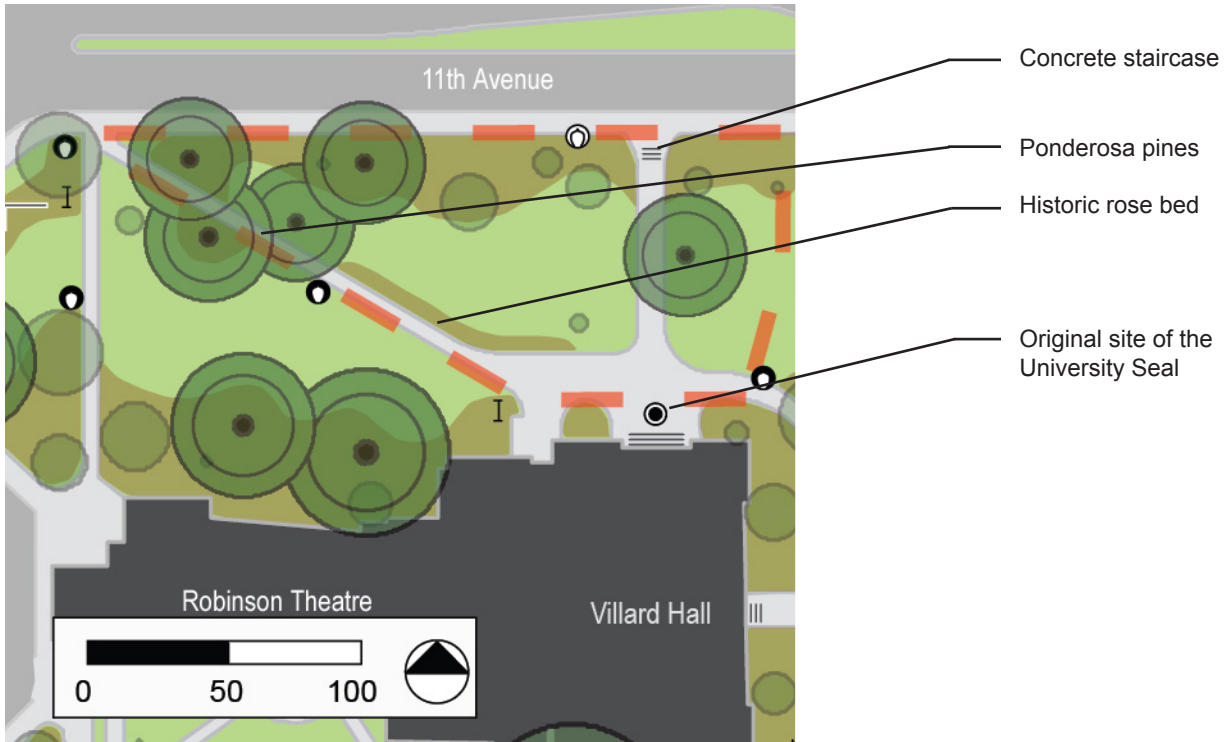 11th Avenue
Concrete staircase
Ponderosa pines
Historic rose bed
Original site of the
University Seal
Robinson Theatre
Villard Hall
0 50 100